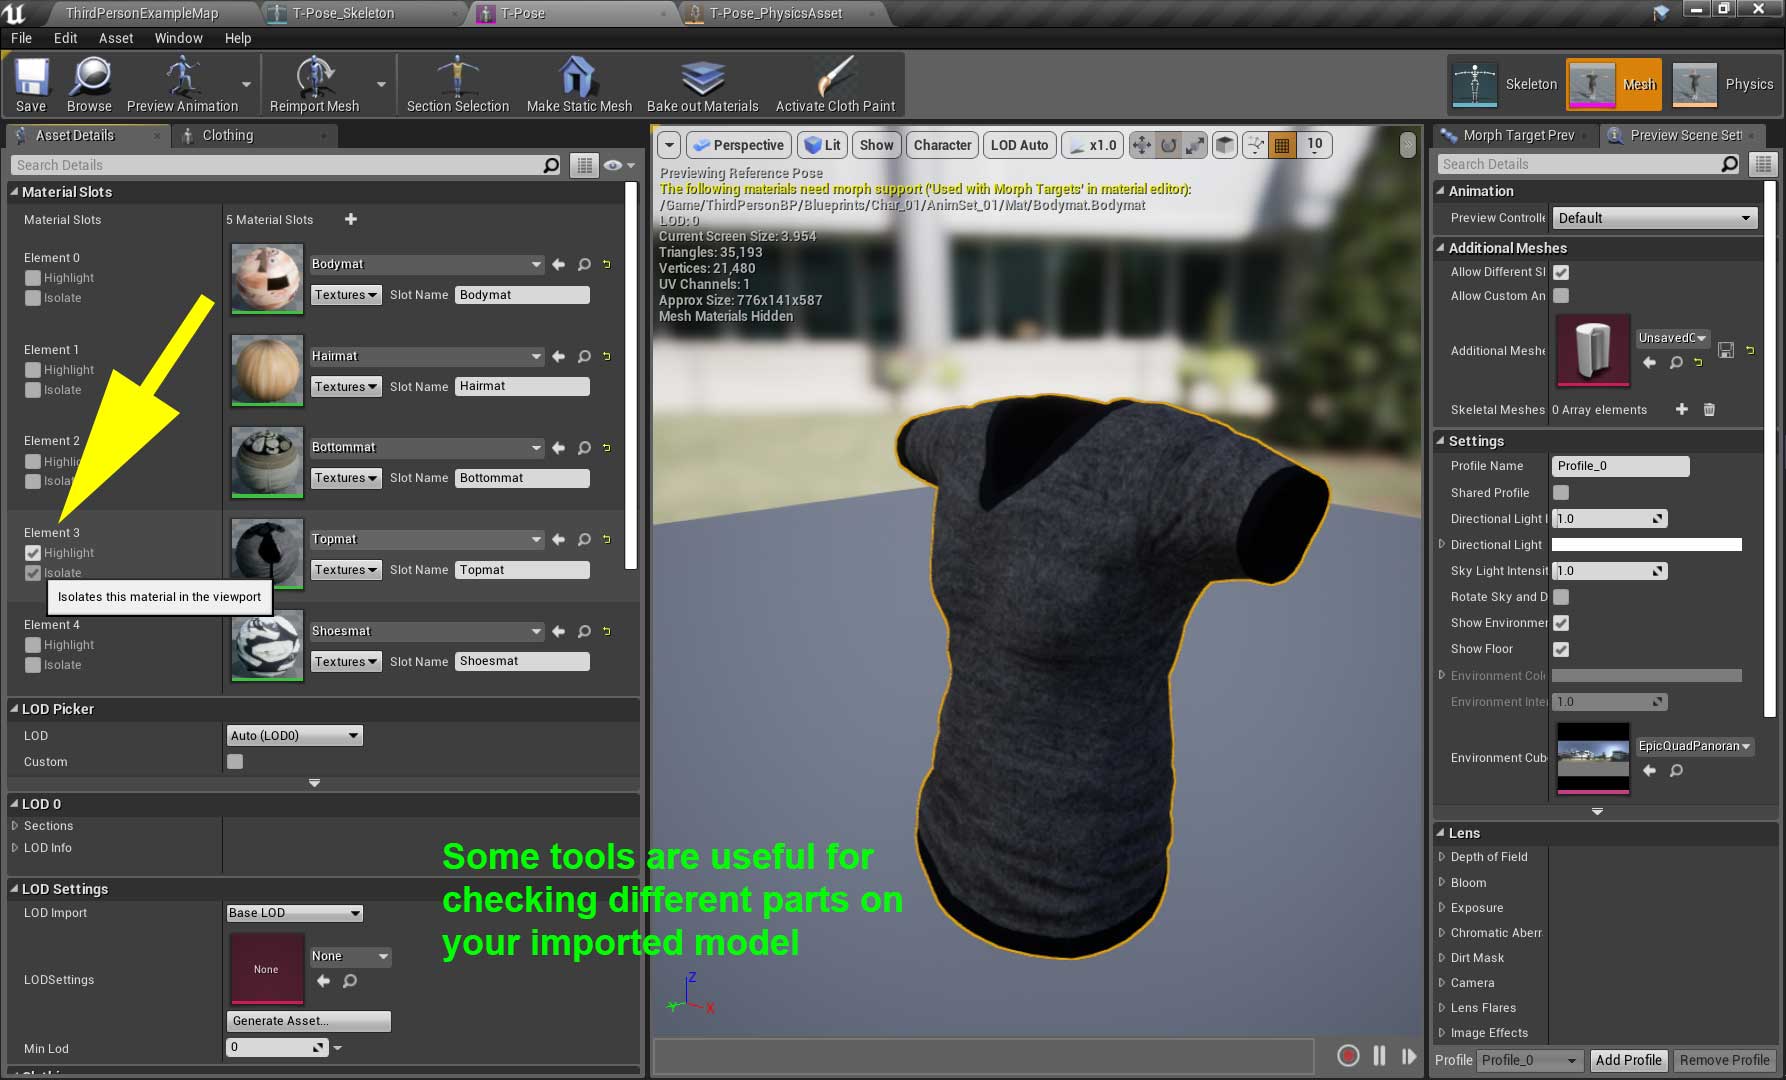 ThirdPersonExampleMap
T-Pose_Skeleton
T-Pose
T-Pose_PhysicsAsset
File Edit Asset Window Help
Save
Browse
Preview Animation
Reimport Mesh
Section Selection
Make Static Mesh
Bake out Materials
Activate Cloth Paint
Skeleton
Mesh
Physics
Asset Details
Clothing
Search Details
Material Slots
Material Slots
5 Material Slots
Element 0
Highlight
Isolate
Bodymat
Textures
Slot Name
Bodymat
Element 1
Highlight
Isolate
Hairmat
Textures
Slot Name
Hairmat
Element 2
Bottommat
Textures
Slot Name
Bottommat
Element 3
Highlight
Isolate
Topmat
Textures
Slot Name
Topmat
Isolates this material in the viewport
Element 4
Highlight
Isolate
Shoesmat
Textures
Slot Name
Shoesmat
LOD Picker
LOD
Auto (LOD0)
Custom
LOD 0
Sections
LOD Info
LOD Settings
LOD Import
Base LOD
LODSettings
None
None
Generate Asset...
Min Lod
0
Perspective
Lit
Show
Character
LOD Auto
x1.0
10
Previewing Reference Pose
The following materials need morph support ('Used with Morph Targets' in material editor):
/Game/ThirdPersonBP/Blueprints/Char_01/AnimSet_01/Mat/Bodymat.Bodymat
LOD: 0
Current Screen Size: 3.954
Triangles: 35,193
Vertices: 21,480
UV Channels: 1
Approx Size: 776x141x587
Mesh Materials Hidden
Some tools are useful for
checking different parts on
your imported model
Z
Y
X
Morph Target Prev
Preview Scene Set
Search Details
Animation
Preview Controlle
Default
Additional Meshes
Allow Different Sl
Allow Custom An
Additional Meshe
UnsavedC
Skeletal Meshes
0 Array elements
Settings
Profile Name
Profile_0
Shared Profile
Directional Light I
1.0
Directional Light
Sky Light Intensit
1.0
Rotate Sky and D
Show Environmer
Show Floor
Environment Col
Environment Inte
1.0
Environment Cub
EpicQuadPanoran
Lens
Depth of Field
Bloom
Exposure
Chromatic Aberr
Dirt Mask
Camera
Lens Flares
Image Effects
Profile
Profile_0
Add Profile
Remove Profile